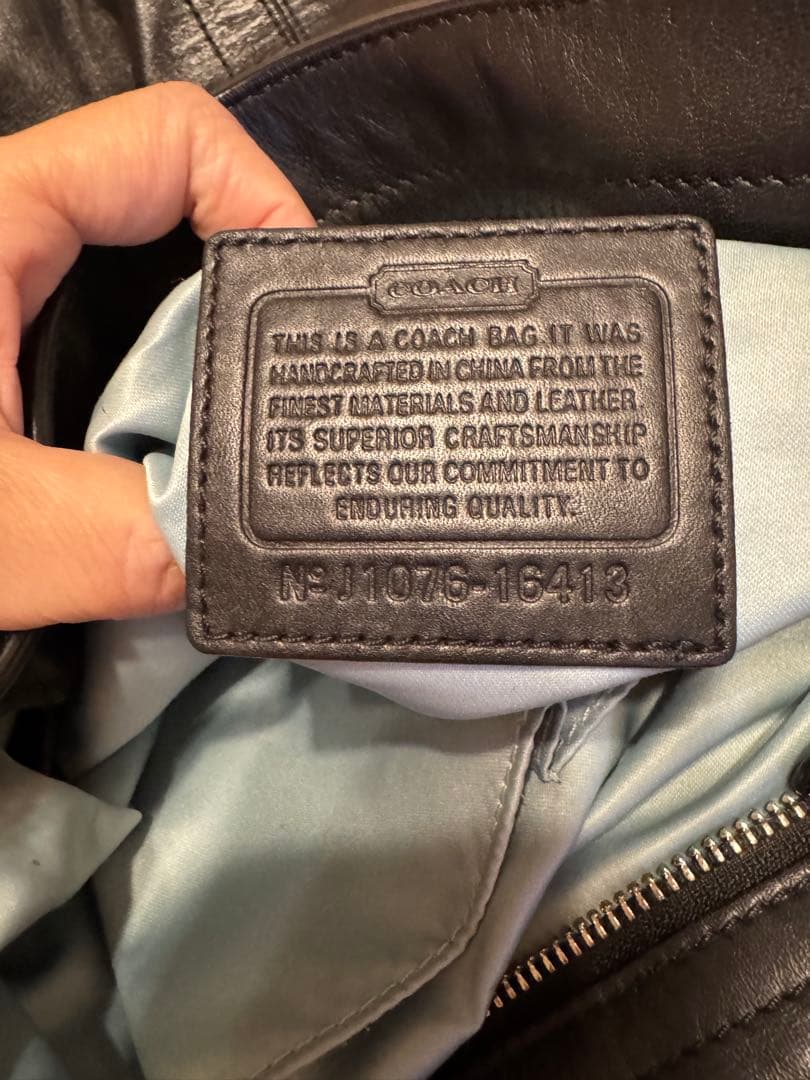 COACH
THIS IS A COACH BAG. IT WAS
HANDCRAFTED IN CHINA FROM THE
FINEST MATERIALS AND LEATHER.
ITS SUPERIOR CRAFTSMANSHIP
REFLECTS OUR COMMITMENT TO
ENDURING QUALITY.
Nº J1076-16413